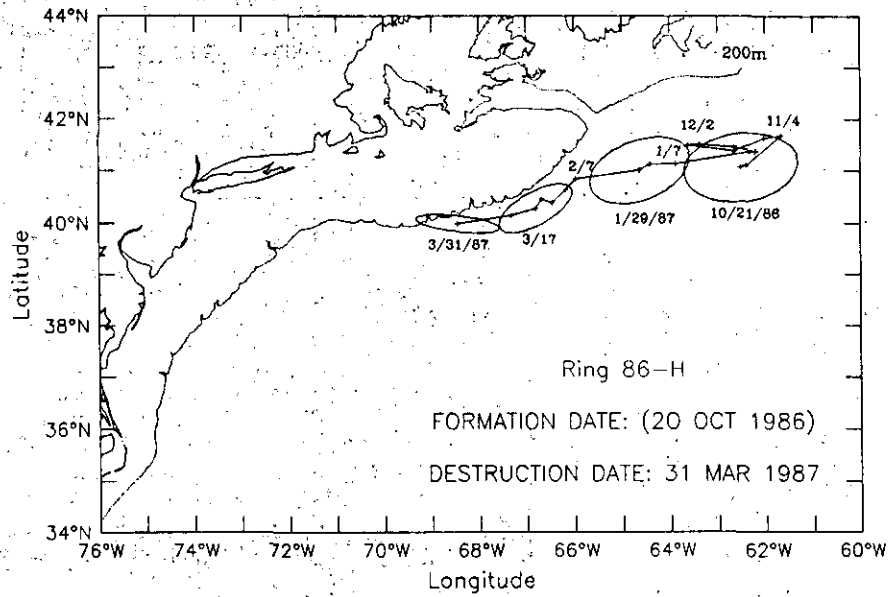 44°N
200m
42°N
12/2
11/4
1/7
2/7
40°N
3/31/87
3/17
1/29/87
10/21/86
Latitude
38°N
Ring 86-H
36°N
FORMATION DATE: (20 OCT 1986)
DESTRUCTION DATE: 31 MAR 1987
34°N
76°W
74°W
72°W
70°W
68°W
66°W
64°W
62°W
60°W
Longitude